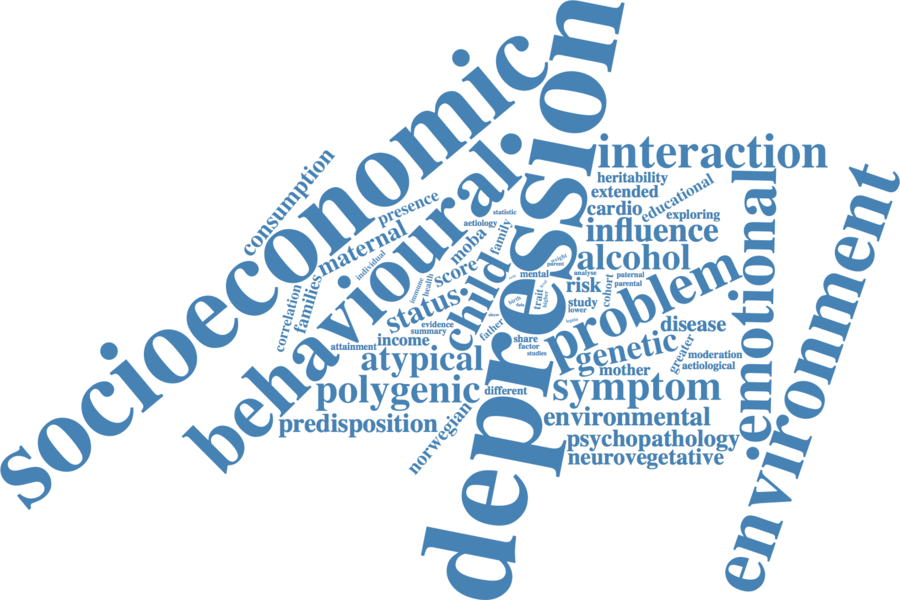 socioeconomic
depression
behavioural
environment
emotional
interaction
problem
child
consumption
presence
maternal
individual
families
correlation
statistic
aetiology
family
moba
score
health
immune
status
evidence
summary
income
attainment
atypical
polygenic
predisposition
norwegian
different
heritability
extended
educational
cardio
exploring
influence
alcohol
weight
parent
mental
analyse
paternal
parental
risk
cohort
trait
higher
birth
study
lower
father
share
factor
studies
disease
genetic
greater
moderation
aetiological
mother
symptom
environmental
psychopathology
neurovegetative